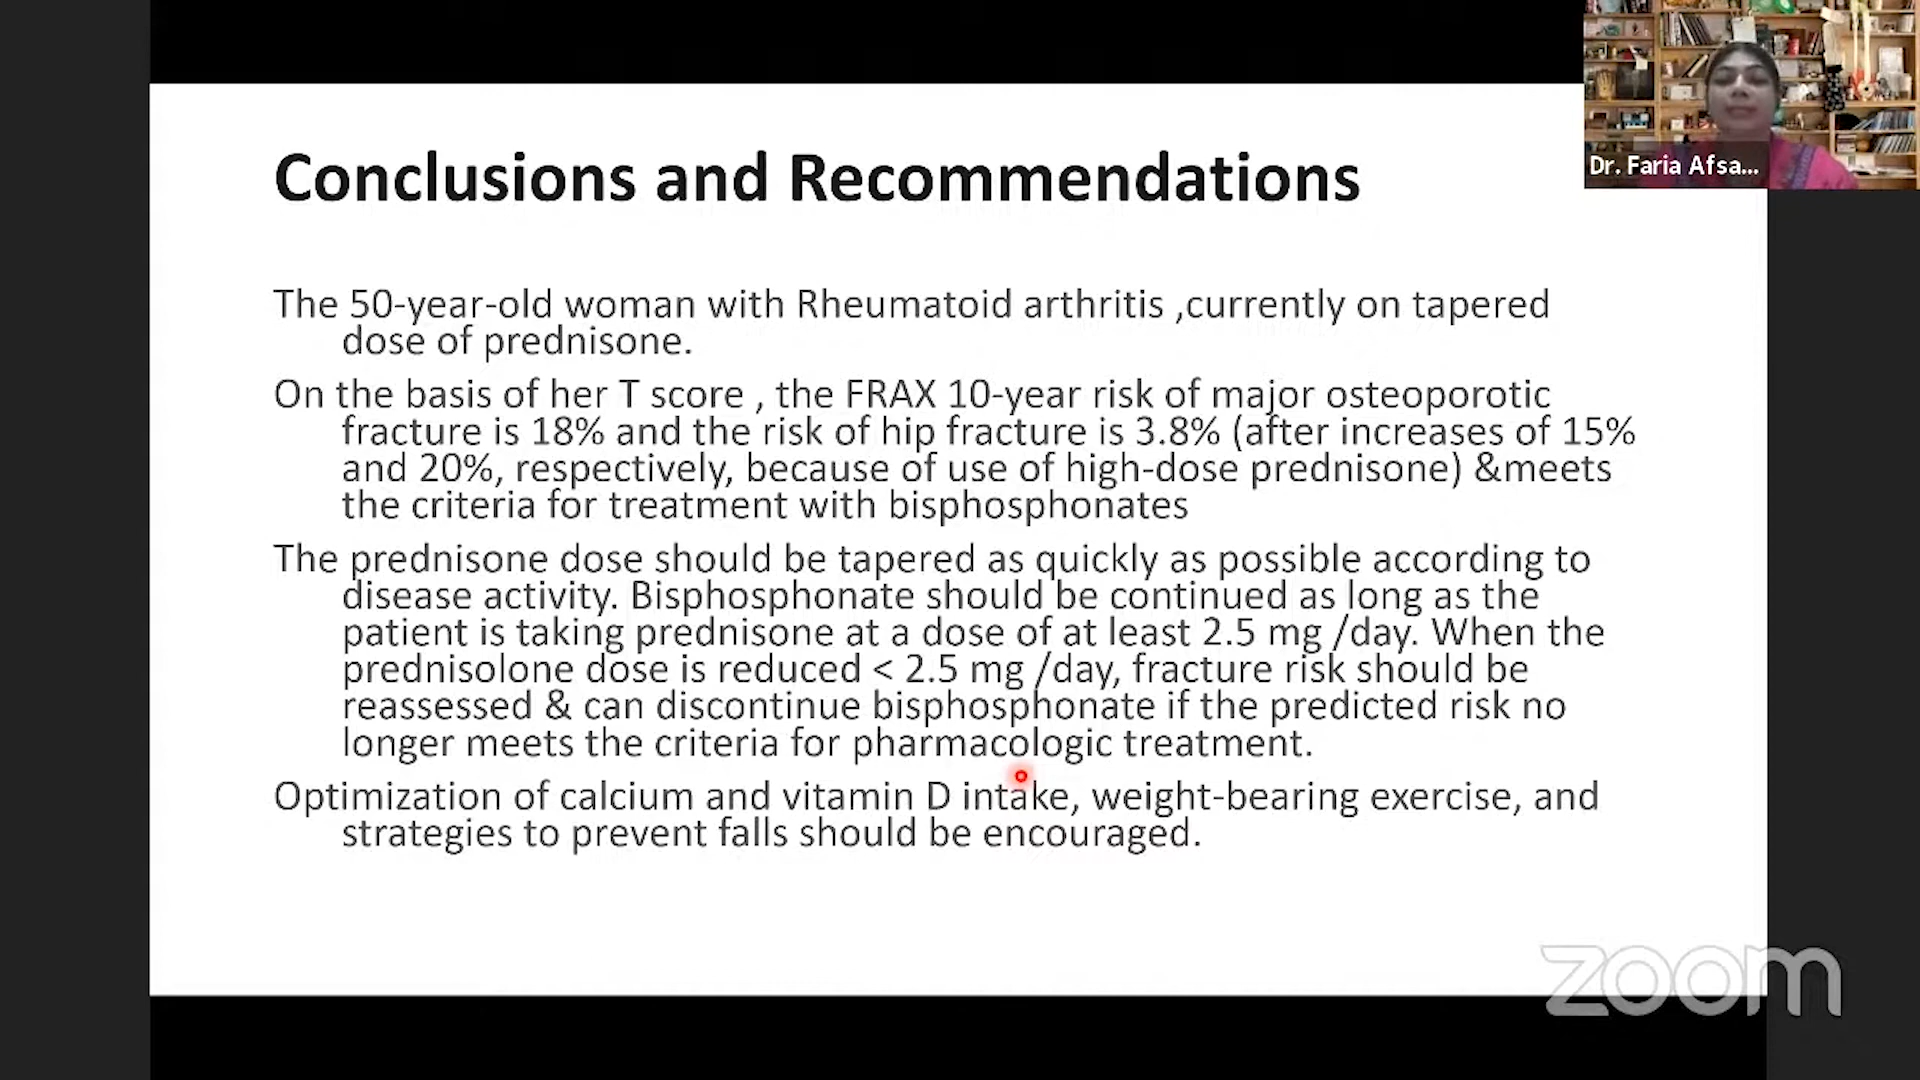 Conclusions and Recommendations
Dr. Faria Afsa...
The 50-year-old woman with Rheumatoid arthritis ,currently on tapered
dose of prednisone.
On the basis of her T score , the FRAX 10-year risk of major osteoporotic
fracture is 18% and the risk of hip fracture is 3.8% (after increases of 15%
and 20%, respectively, because of use of high-dose prednisone) &meets
the criteria for treatment with bisphosphonates
The prednisone dose should be tapered as quickly as possible according to
disease activity. Bisphosphonate should be continued as long as the
patient is taking prednisone at a dose of at least 2.5 mg /day. When the
prednisolone dose is reduced < 2.5 mg /day, fracture risk should be
reassessed & can discontinue bisphosphonate if the predicted risk no
longer meets the criteria for pharmacologic treatment.
Optimization of calcium and vitamin D intake, weight-bearing exercise, and
strategies to prevent falls should be encouraged.
zoom